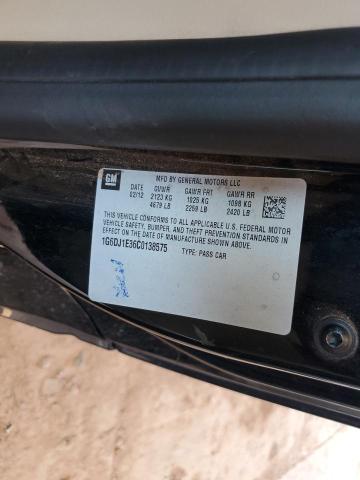 GM
MFD BY GENERAL MOTORS LLC
DATE GVWR GAWR FRT GAWR RR
02/12 2123 KG 1025 KG 1098 KG
4679 LB 2259 LB 2420 LB
THIS VEHICLE CONFORMS TO ALL APPLICABLE U.S. FEDERAL MOTOR
VEHICLE SAFETY, BUMPER, AND THEFT PREVENTION STANDARDS IN
EFFECT ON THE DATE OF MANUFACTURE SHOWN ABOVE.
1G6DJ1E36C0138575 TYPE: PASS CAR